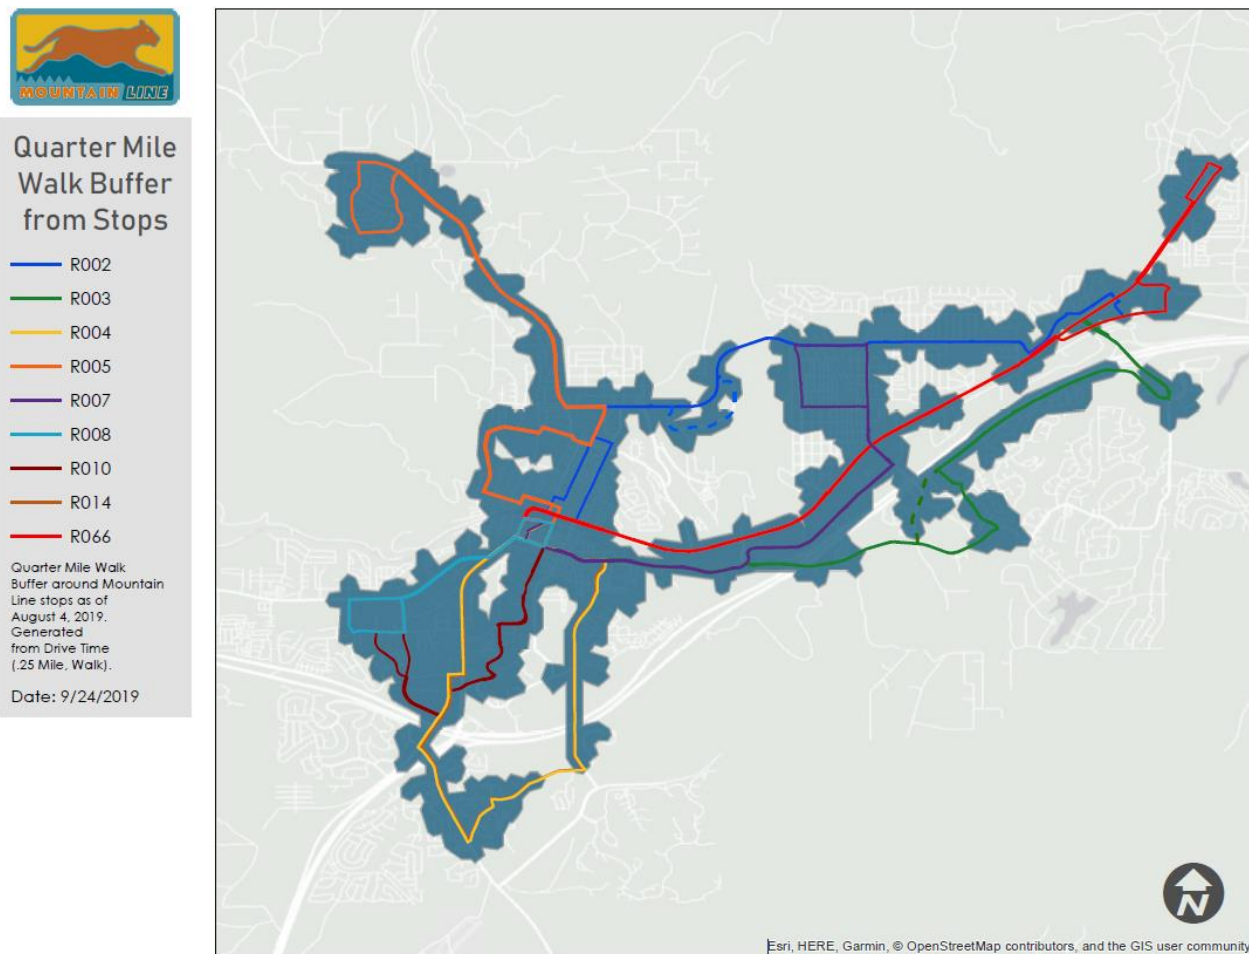 MOUNTAIN LINE
Quarter Mile
Walk Buffer
from Stops
R002
R003
R004
R005
R007
R008
R010
R014
R066
Quarter Mile Walk
Buffer around Mountain
Line stops as of
August 4, 2019.
Generated
from Drive Time
(.25 Mile, Walk).
Date: 9/24/2019
N
Esri, HERE, Garmin, © OpenStreetMap contributors, and the GIS user community